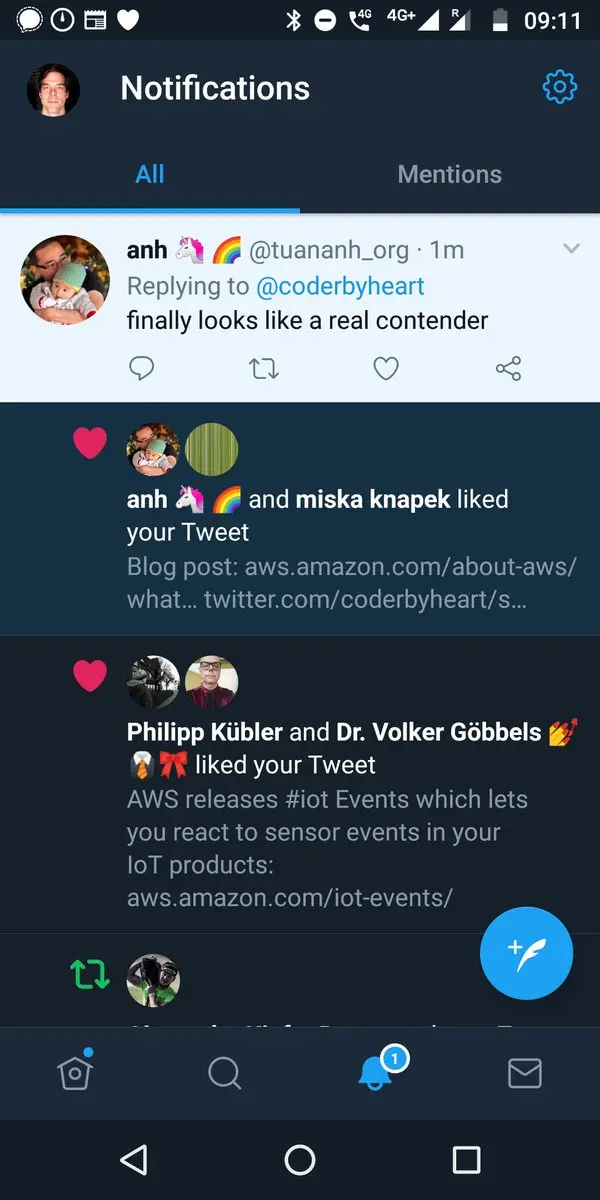 4G 4G+ R 09:11
Notifications
All Mentions
anh 🦄 🌈 @tuananh_org · 1m
Replying to @coderbyheart
finally looks like a real contender
anh 🦄 🌈 and miska knapek liked
your Tweet
Blog post: aws.amazon.com/about-aws/
what… twitter.com/coderbyheart/s…
Philipp Kübler and Dr. Volker Göbbels 💅
👔🎀 liked your Tweet
AWS releases #iot Events which lets
you react to sensor events in your
IoT products:
aws.amazon.com/iot-events/
1